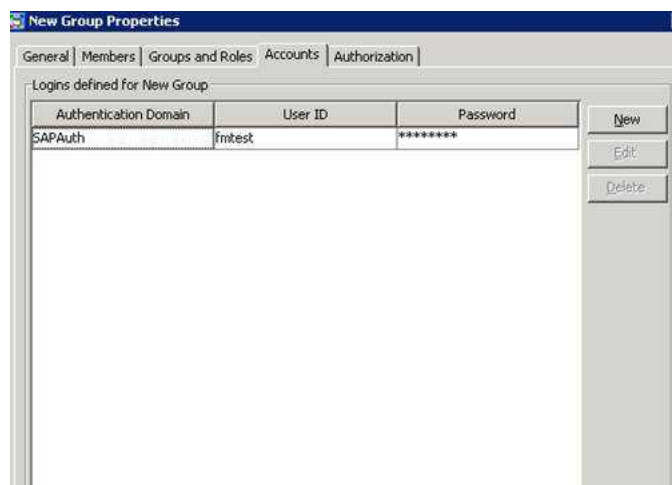 New Group Properties
General Members Groups and Roles Accounts Authorization
Logins defined for New Group
Authentication Domain User ID Password
SAPAuth fmtest ********
New
Edit
Delete